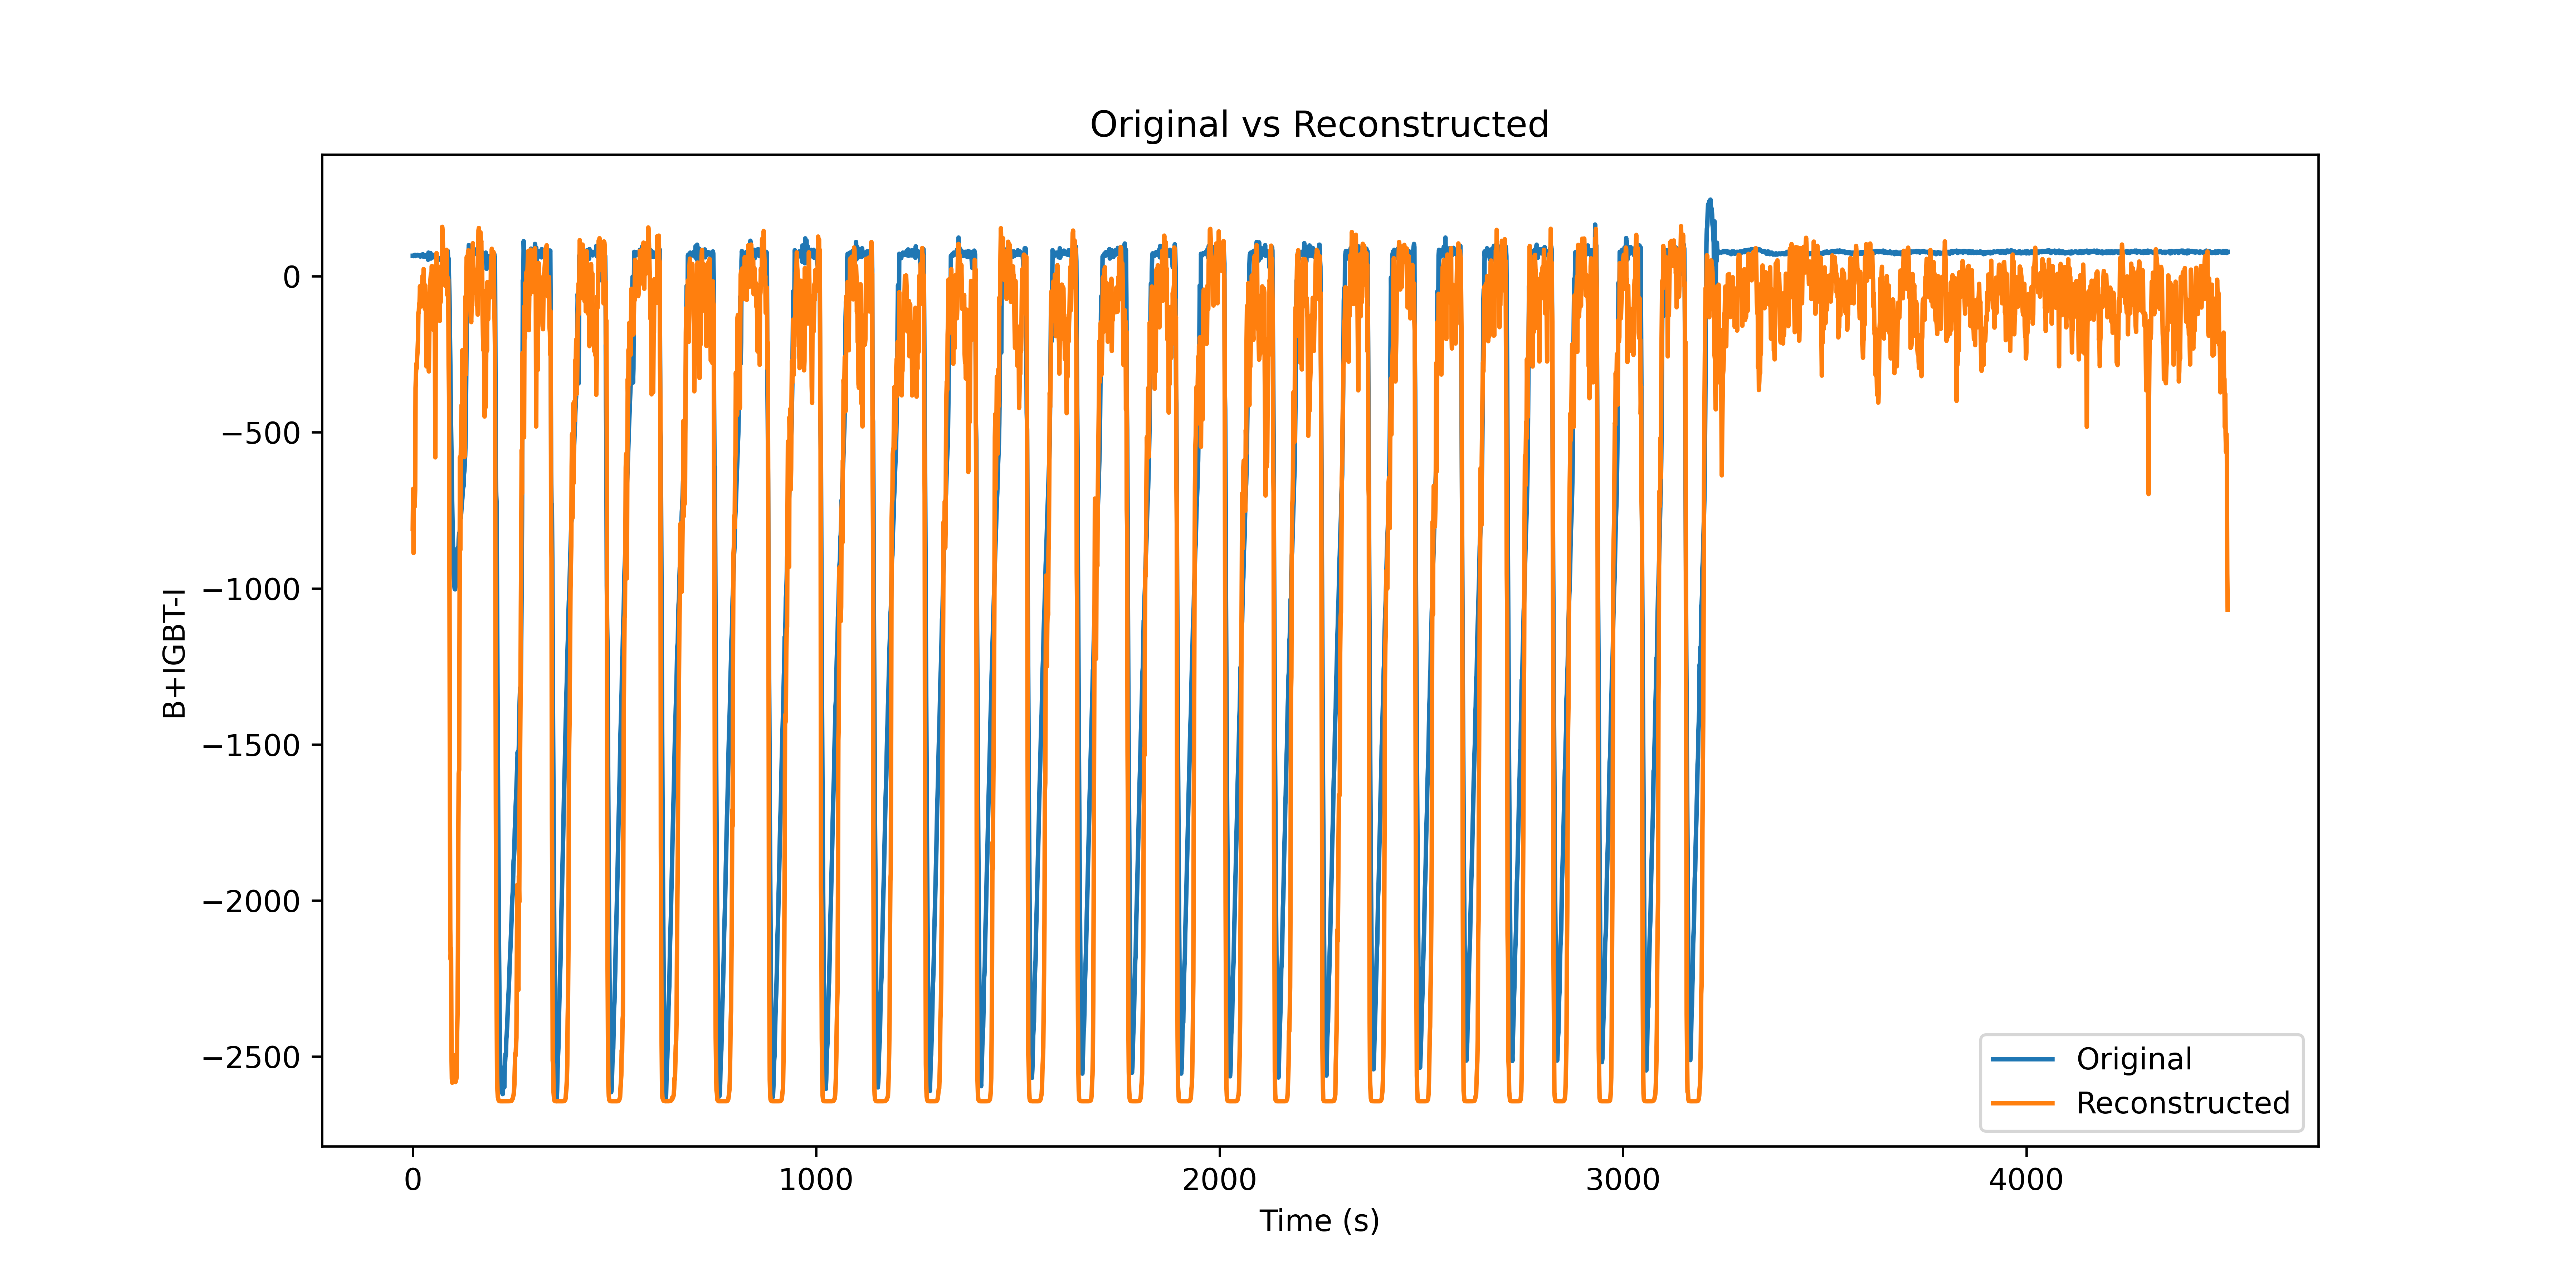 Original vs Reconstructed
B+IGBT-I
0
−500
−1000
−1500
−2000
−2500
0 1000 2000 3000 4000
Time (s)
Original
Reconstructed